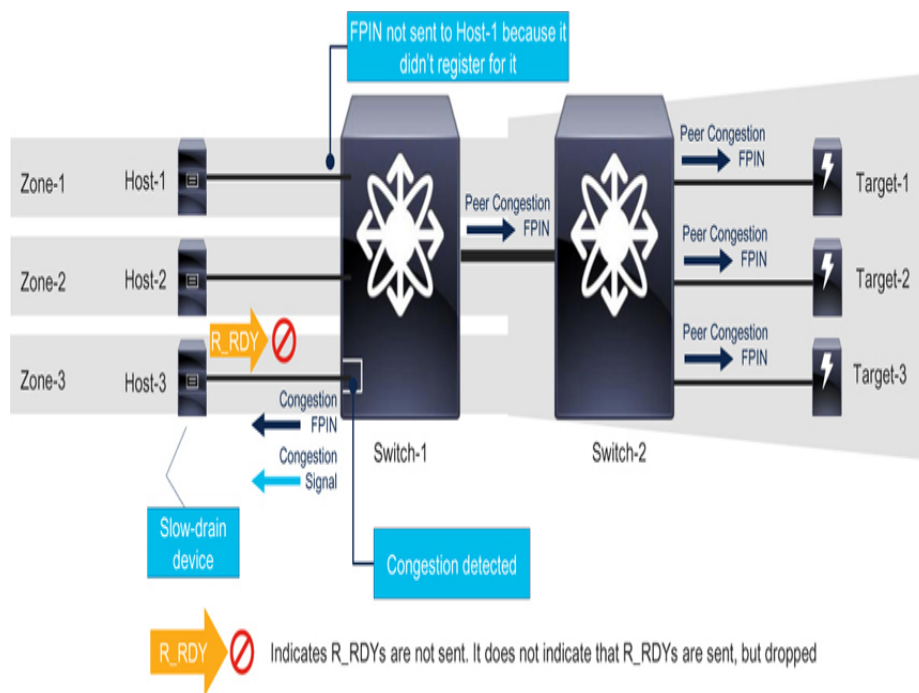 FPIN not sent to Host-1 because it
didn't register for it
Zone-1
Host-1
Peer Congestion
FPIN
Target-1
Peer Congestion
FPIN
Zone-2
Host-2
Peer Congestion
FPIN
Target-2
R_RDY
Zone-3
Host-3
Peer Congestion
FPIN
Target-3
Congestion
FPIN
Switch-1
Switch-2
Congestion
Signal
Slow-drain
device
Congestion detected
R_RDY
Indicates R_RDYs are not sent. It does not indicate that R_RDYs are sent, but dropped